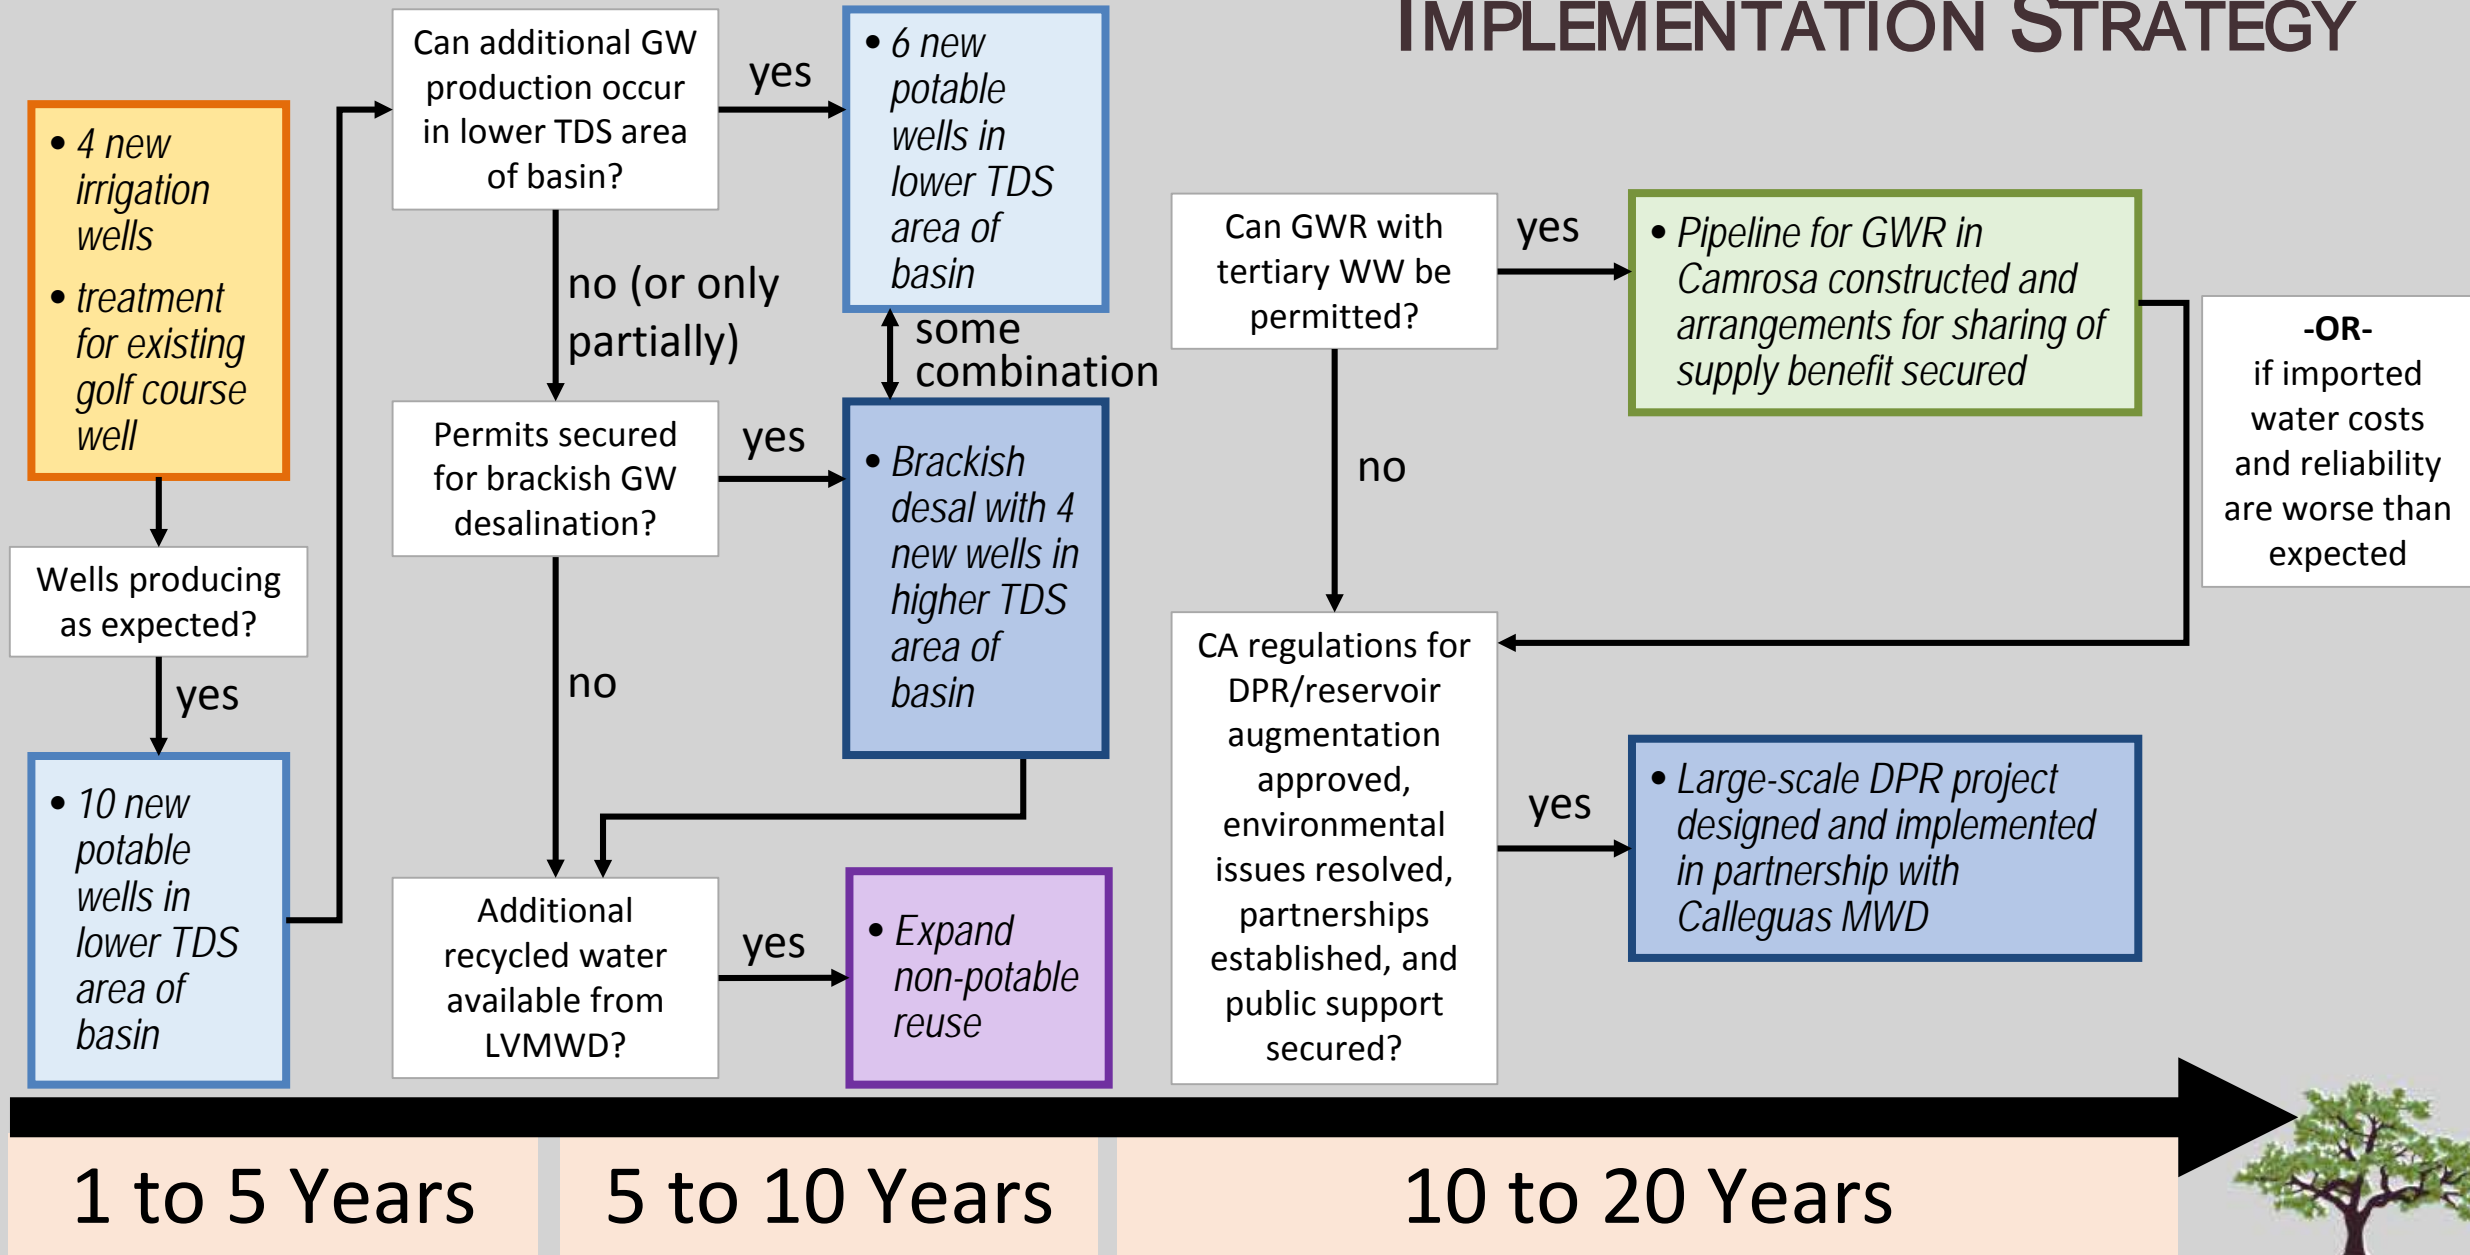 IMPLEMENTATION STRATEGY
• 4 new
irrigation
wells
• treatment
for existing
golf course
well
Wells producing
as expected?
yes
• 10 new
potable
wells in
lower TDS
area of
basin
Can additional GW
production occur
in lower TDS area
of basin?
yes
• 6 new
potable
wells in
lower TDS
area of
basin
no (or only
partially)
some
combination
Permits secured
for brackish GW
desalination?
yes
• Brackish
desal with 4
new wells in
higher TDS
area of
basin
no
Additional
recycled water
available from
LVMWD?
yes
• Expand
non-potable
reuse
Can GWR with
tertiary WW be
permitted?
yes
• Pipeline for GWR in
Camrosa constructed and
arrangements for sharing of
supply benefit secured
-OR-
if imported
water costs
and reliability
are worse than
expected
no
CA regulations for
DPR/reservoir
augmentation
approved,
environmental
issues resolved,
partnerships
established, and
public support
secured?
yes
• Large-scale DPR project
designed and implemented
in partnership with
Calleguas MWD
1 to 5 Years
5 to 10 Years
10 to 20 Years